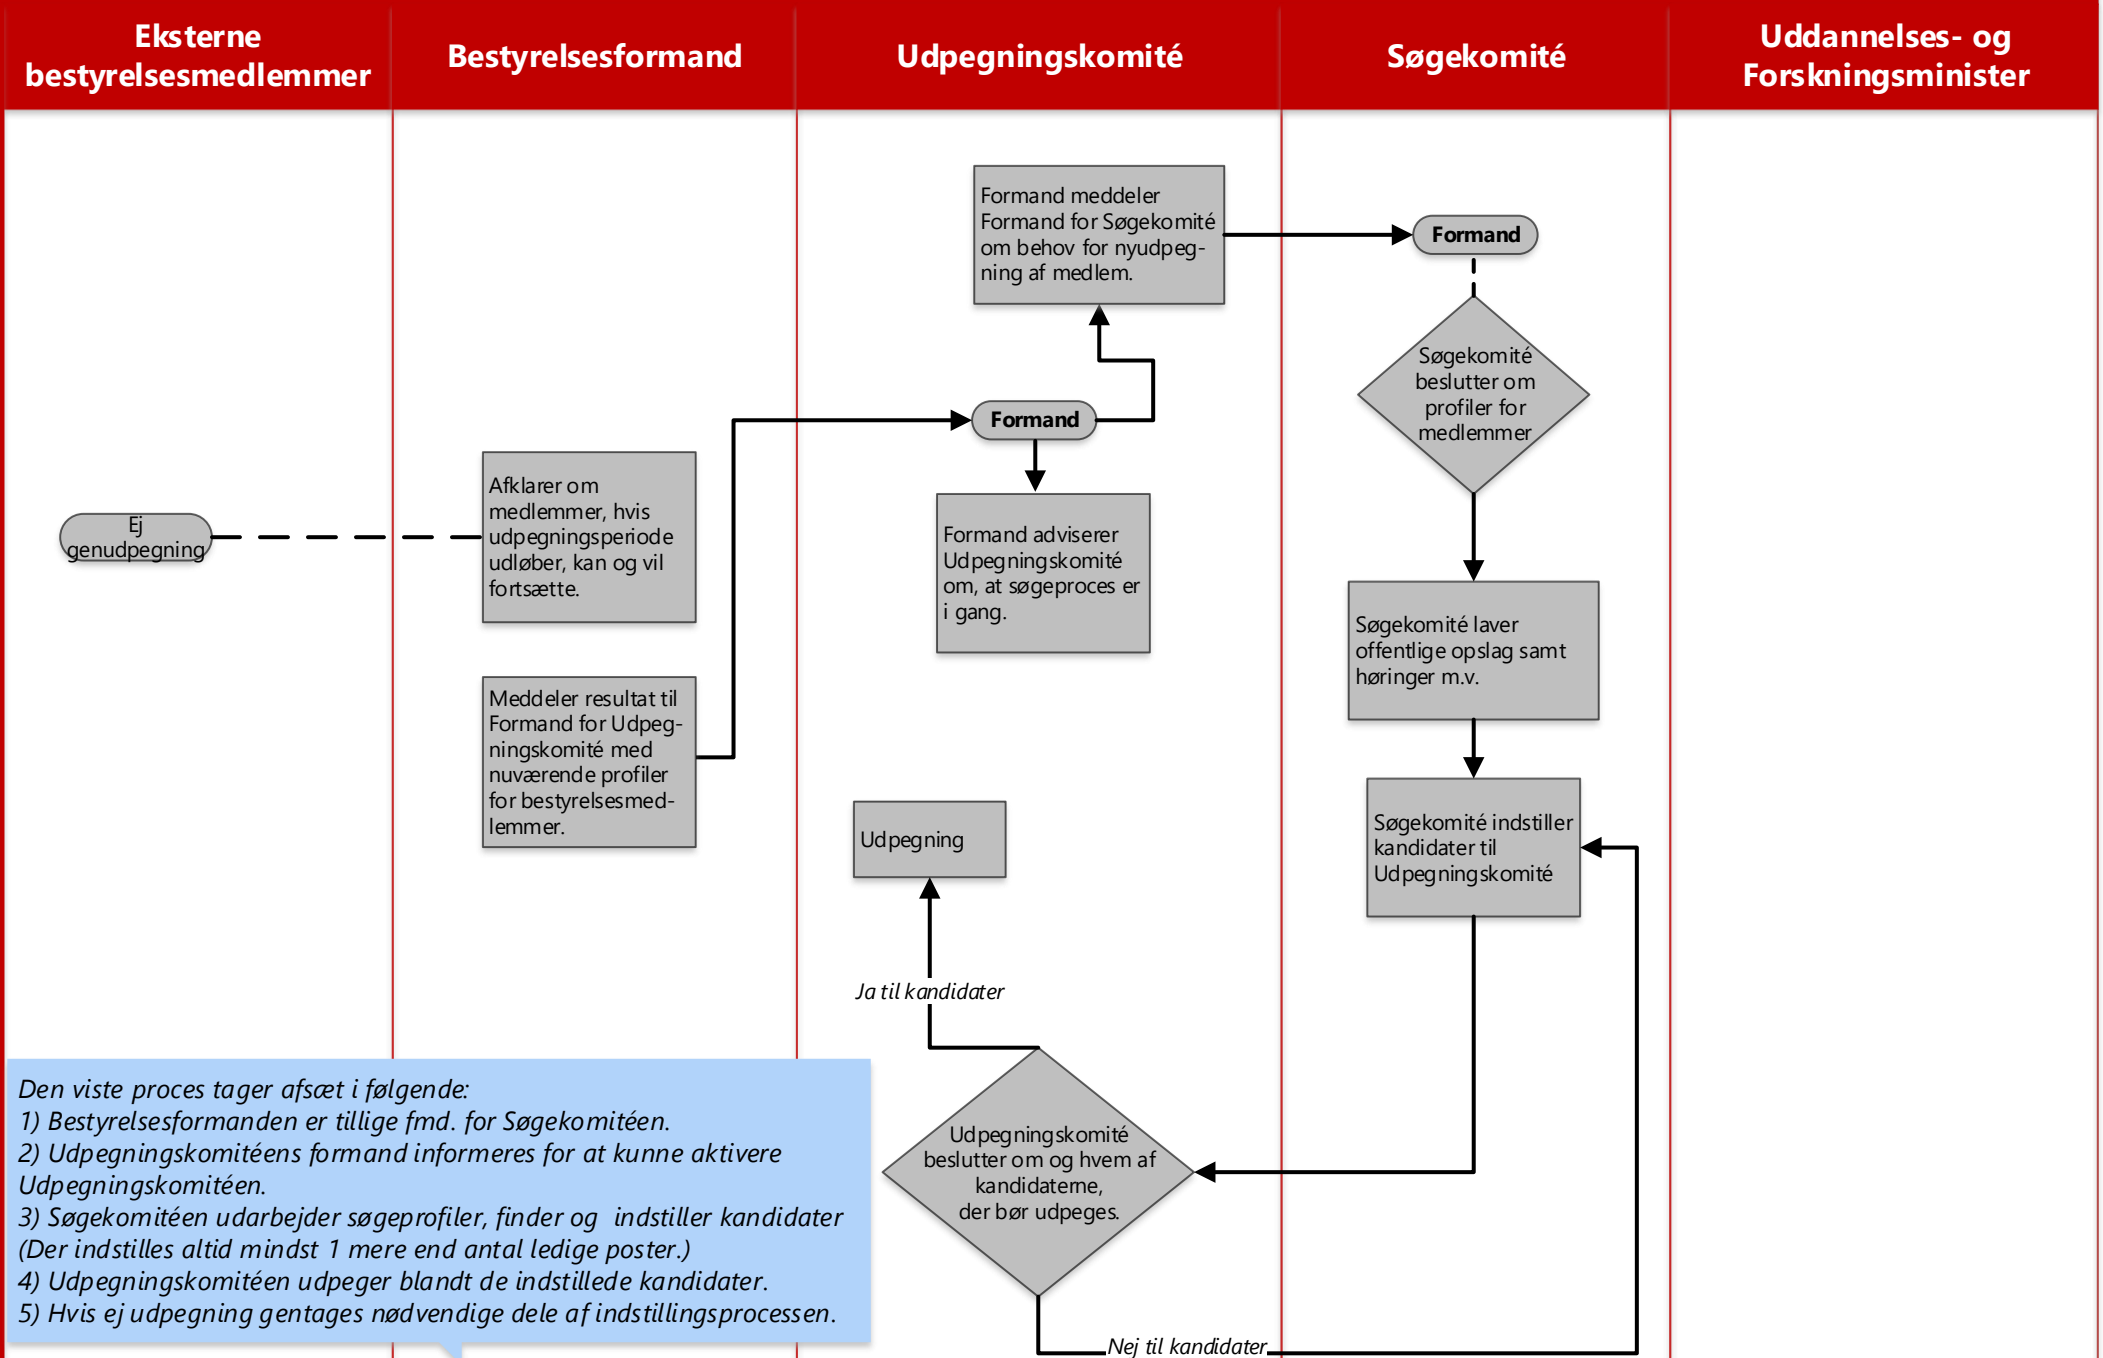 Eksterne
bestyrelsesmedlemmer
Bestyrelsesformand
Udpegningskomité
Søgekomité
Uddannelses- og
Forskningsminister
Formand meddeler
Formand for Søgekomité
om behov for nyudpeg-
ning af medlem.
Formand
Søgekomité
beslutter om
profiler for
medlemmer
Formand
Afklarer om
medlemmer, hvis
udpegningsperiode
udløber, kan og vil
fortsætte.
Ej
genudpegning
Formand adviserer
Udpegningskomité
om, at søgeproces er
i gang.
Søgekomité laver
offentlige opslag samt
høringer m.v.
Meddeler resultat til
Formand for Udpeg-
ningskomité med
nuværende profiler
for bestyrelsesmed-
lemmer.
Udpegning
Søgekomité indstiller
kandidater til
Udpegningskomité
Ja til kandidater
Udpegningskomité
beslutter om og hvem af
kandidaterne,
der bør udpeges.
Den viste proces tager afsæt i følgende:
1) Bestyrelsesformanden er tillige fmd. for Søgekomitéen.
2) Udpegningskomitéens formand informeres for at kunne aktivere
Udpegningskomitéen.
3) Søgekomitéen udarbejder søgeprofiler, finder og indstiller kandidater
(Der indstilles altid mindst 1 mere end antal ledige poster.)
4) Udpegningskomitéen udpeger blandt de indstillede kandidater.
5) Hvis ej udpegning gentages nødvendige dele af indstillingsprocessen.
Nej til kandidater